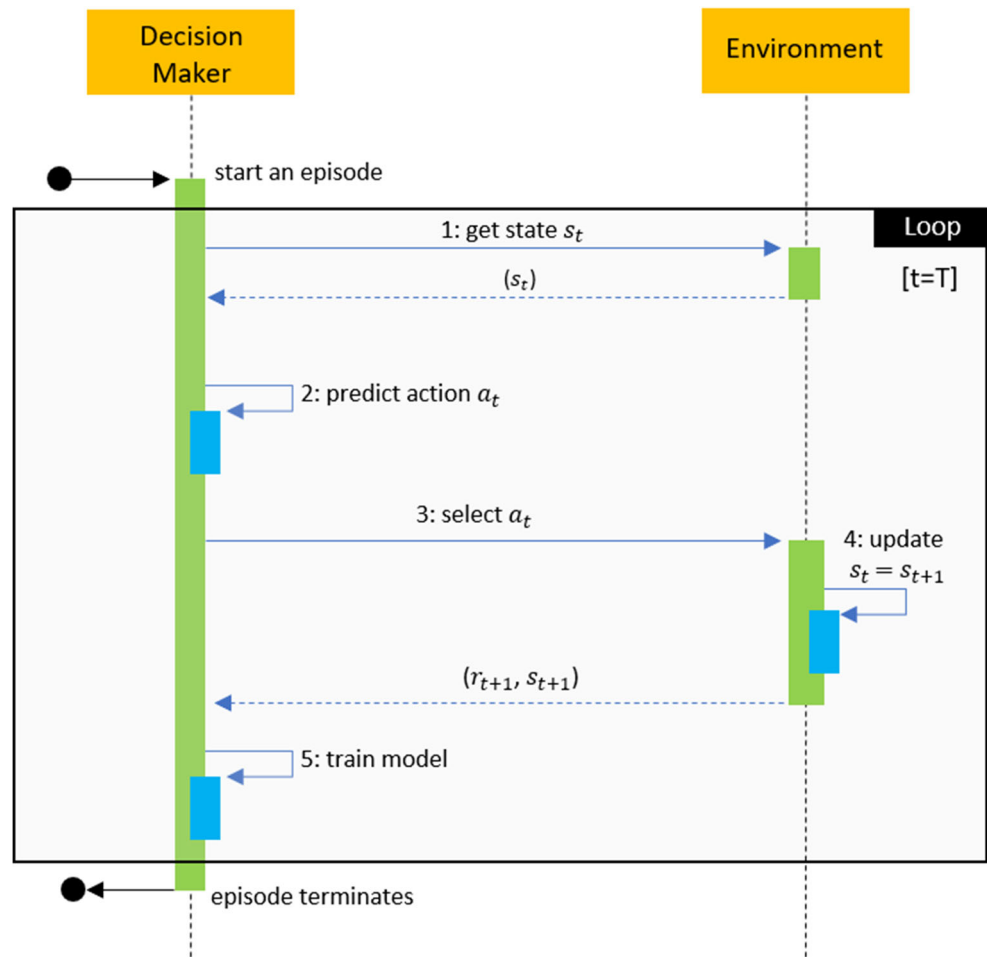 Decision
Maker
Environment
start an episode
Loop
1: get state s_t
[t=T]
(s_t)
2: predict action a_t
3: select a_t
4: update
s_t = s_{t+1}
(r_{t+1}, s_{t+1})
5: train model
episode terminates